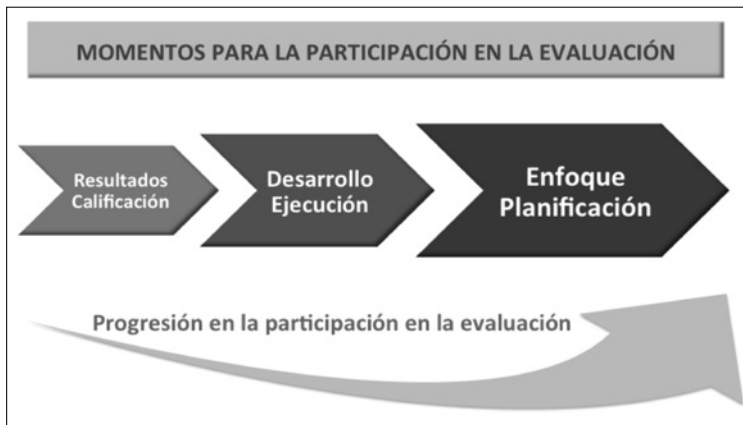 MOMENTOS PARA LA PARTICIPACIÓN EN LA EVALUACIÓN
Resultados
Calificación
Desarrollo
Ejecución
Enfoque
Planificación
Progresión en la participación en la evaluación